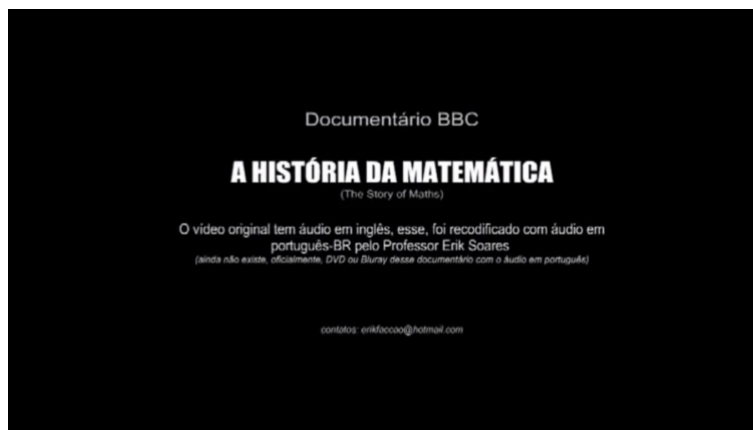 Documentário BBC
A HISTÓRIA DA MATEMÁTICA
(The Story of Maths)
O vídeo original tem áudio em inglês, esse, foi recodificado com áudio em
português-BR pelo Professor Erik Soares
(ainda não existe, oficialmente, DVD ou Bluray desse documentário com o áudio em português)
contatos: erikfaccao@hotmail.com